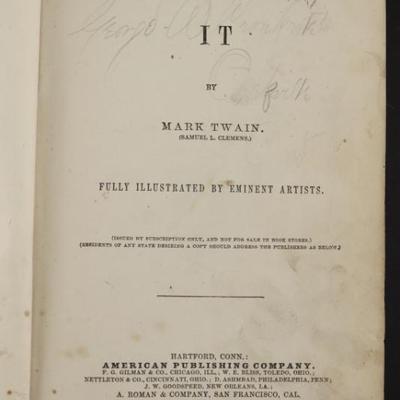 George
IT
BY
MARK TWAIN.
(SAMUEL L. CLEMENS.)
FULLY ILLUSTRATED BY EMINENT ARTISTS.
(ISSUED BY SUBSCRIPTION ONLY, AND NOT FOR SALE IN BOOK STORES.)
(RESIDENTS OF ANY STATE DESIRING A COPY SHOULD ADDRESS THE PUBLISHERS AS BELOW.)
HARTFORD, CONN.:
AMERICAN PUBLISHING COMPANY.
F. G. GILMAN & CO., CHICAGO, ILL.; W. E. BLISS, TOLEDO, OHIO.;
NETTLETON & CO., CINCINNATI, OHIO.; D. ASHMEAD, PHILADELPHIA, PENN;
J. W. GOODSPEED, NEW ORLEANS, LA.;
A. ROMAN & COMPANY, SAN FRANCISCO, CAL.